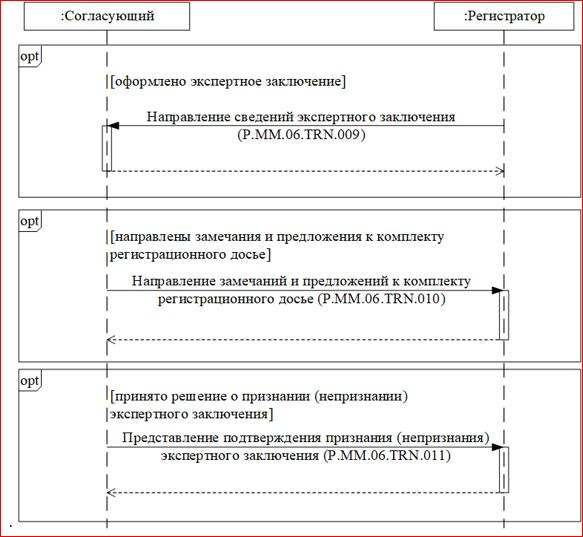 :Согласующий
:Регистратор
opt
[оформлено экспертное заключение]
Направление сведений экспертного заключения
(P.MM.06.TRN.009)
opt
[направлены замечания и предложения к комплекту
регистрационного досье]
Направление замечаний и предложений к комплекту
регистрационного досье (P.MM.06.TRN.010)
opt
[принято решение о признании (непризнании)
экспертного заключения]
Представление подтверждения признания (непризнания)
экспертного заключения (P.MM.06.TRN.011)
.